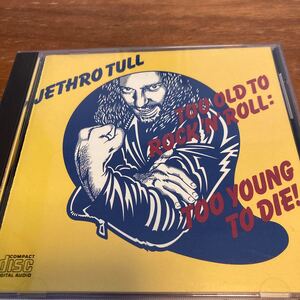 JETHRO TULL
TOO OLD TO
ROCK'N'ROLL:
TOO YOUNG
TO DIE!
COMPACT
disc
DIGITAL AUDIO